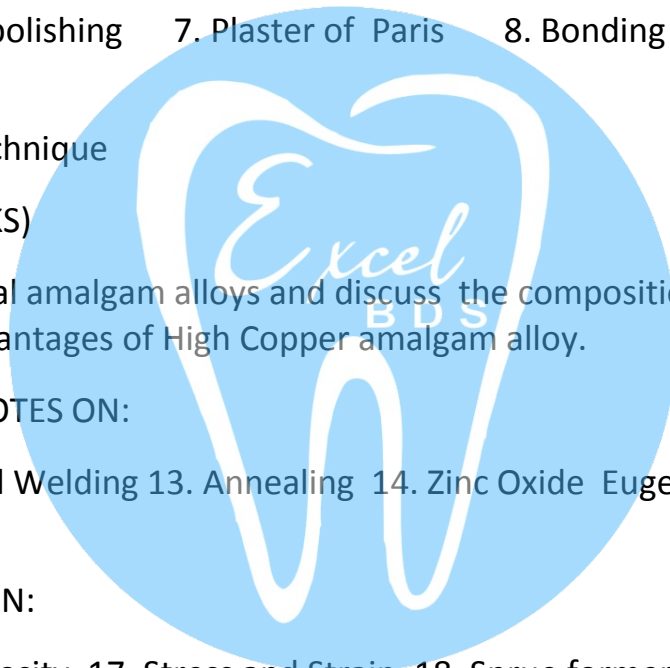 polishing 7. Plaster of Paris 8. Bonding
chnique
KS)
al amalgam alloys and discuss the compositi
antages of High Copper amalgam alloy.
OTES ON:
l Welding 13. Annealing 14. Zinc Oxide Euge
N:
17. Stress and Strain 18. Sprue former
Excel
BDS